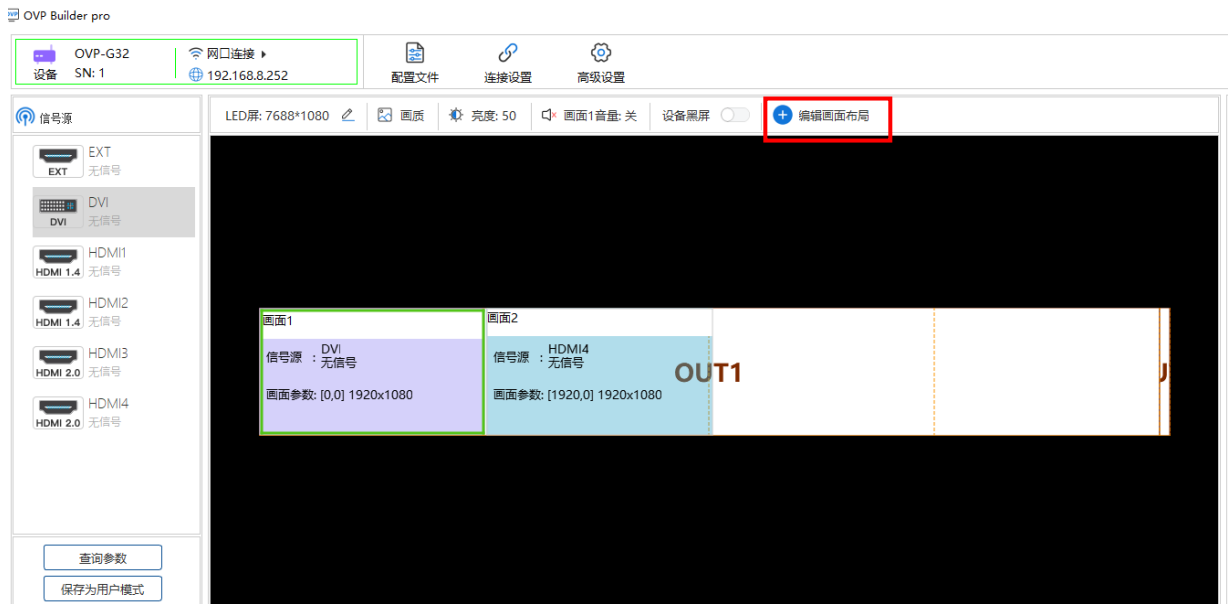 OVP Builder pro
OVP-G32
设备 SN: 1
网口连接
192.168.8.252
配置文件
连接设置
高级设置
信号源
LED屏: 7688*1080
画质
亮度: 50
画面1音量: 关
设备黑屏
编辑画面布局
EXT
EXT
无信号
DVI
DVI
无信号
HDMI1
HDMI 1.4
无信号
HDMI2
HDMI 1.4
无信号
HDMI3
HDMI 2.0
无信号
HDMI4
HDMI 2.0
无信号
画面1
信号源 : DVI
无信号
画面参数: [0,0] 1920x1080
画面2
信号源 : HDMI4
无信号
画面参数: [1920,0] 1920x1080
OUT1
查询参数
保存为用户模式